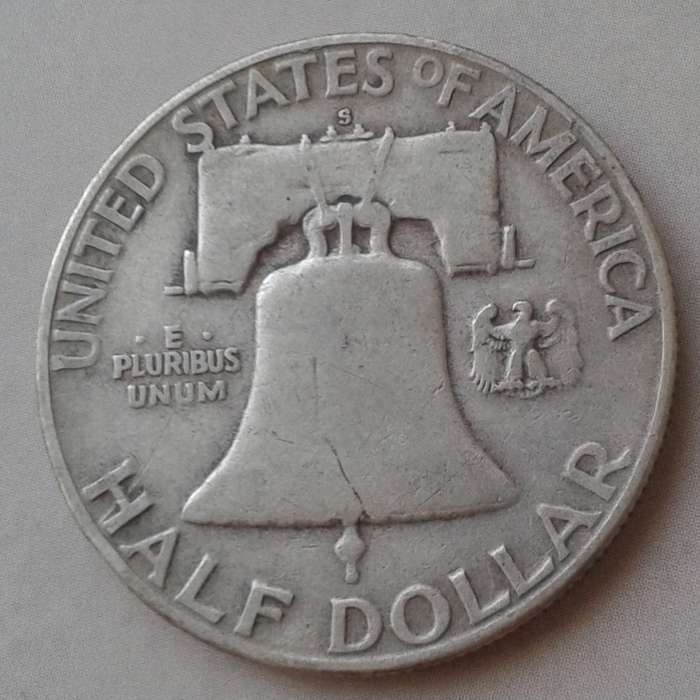 UNITED STATES OF AMERICA
S
· E ·
PLURIBUS
UNUM
HALF DOLLAR